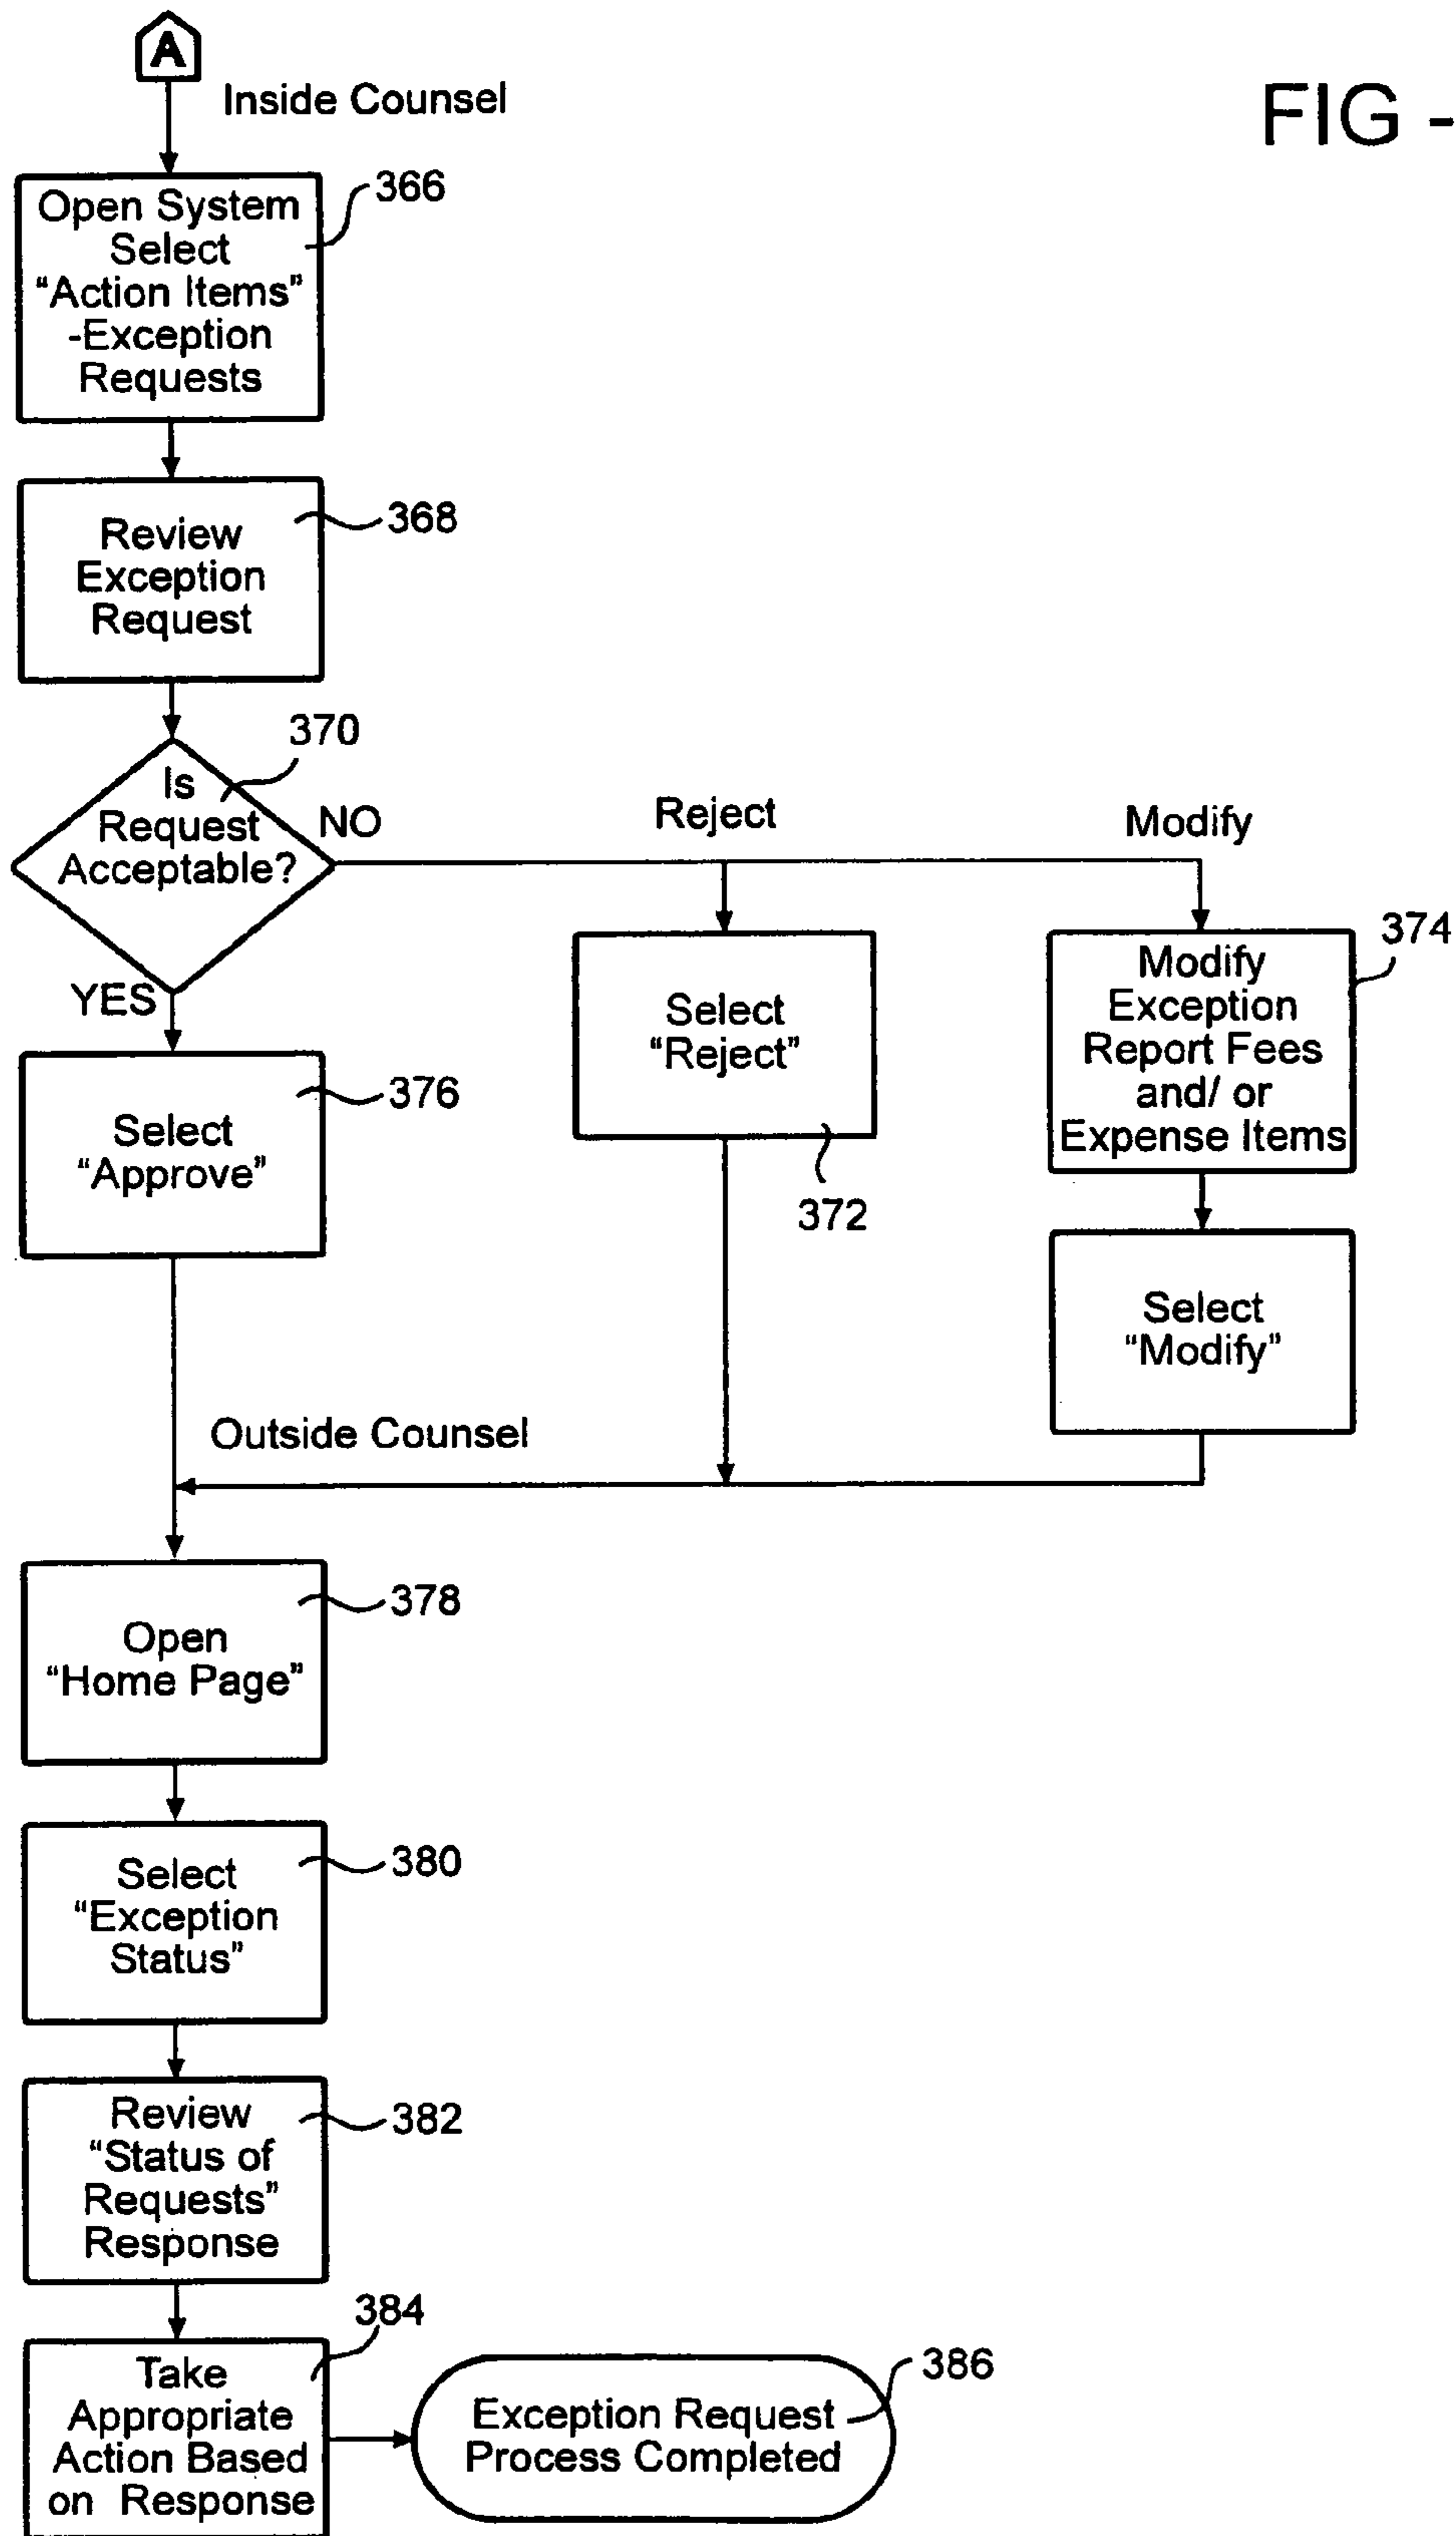 A
Inside Counsel
FIG -
366
Open System
Select
“Action Items”
-Exception
Requests
368
Review
Exception
Request
370
Is
Request
Acceptable?
NO
Reject
Modify
YES
374
Modify
Exception
Report Fees
and/ or
Expense Items
Select
“Reject”
372
376
Select
“Approve”
Select
“Modify”
Outside Counsel
378
Open
“Home Page”
380
Select
“Exception
Status”
382
Review
“Status of
Requests”
Response
384
Take
Appropriate
Action Based
on Response
386
Exception Request
Process Completed